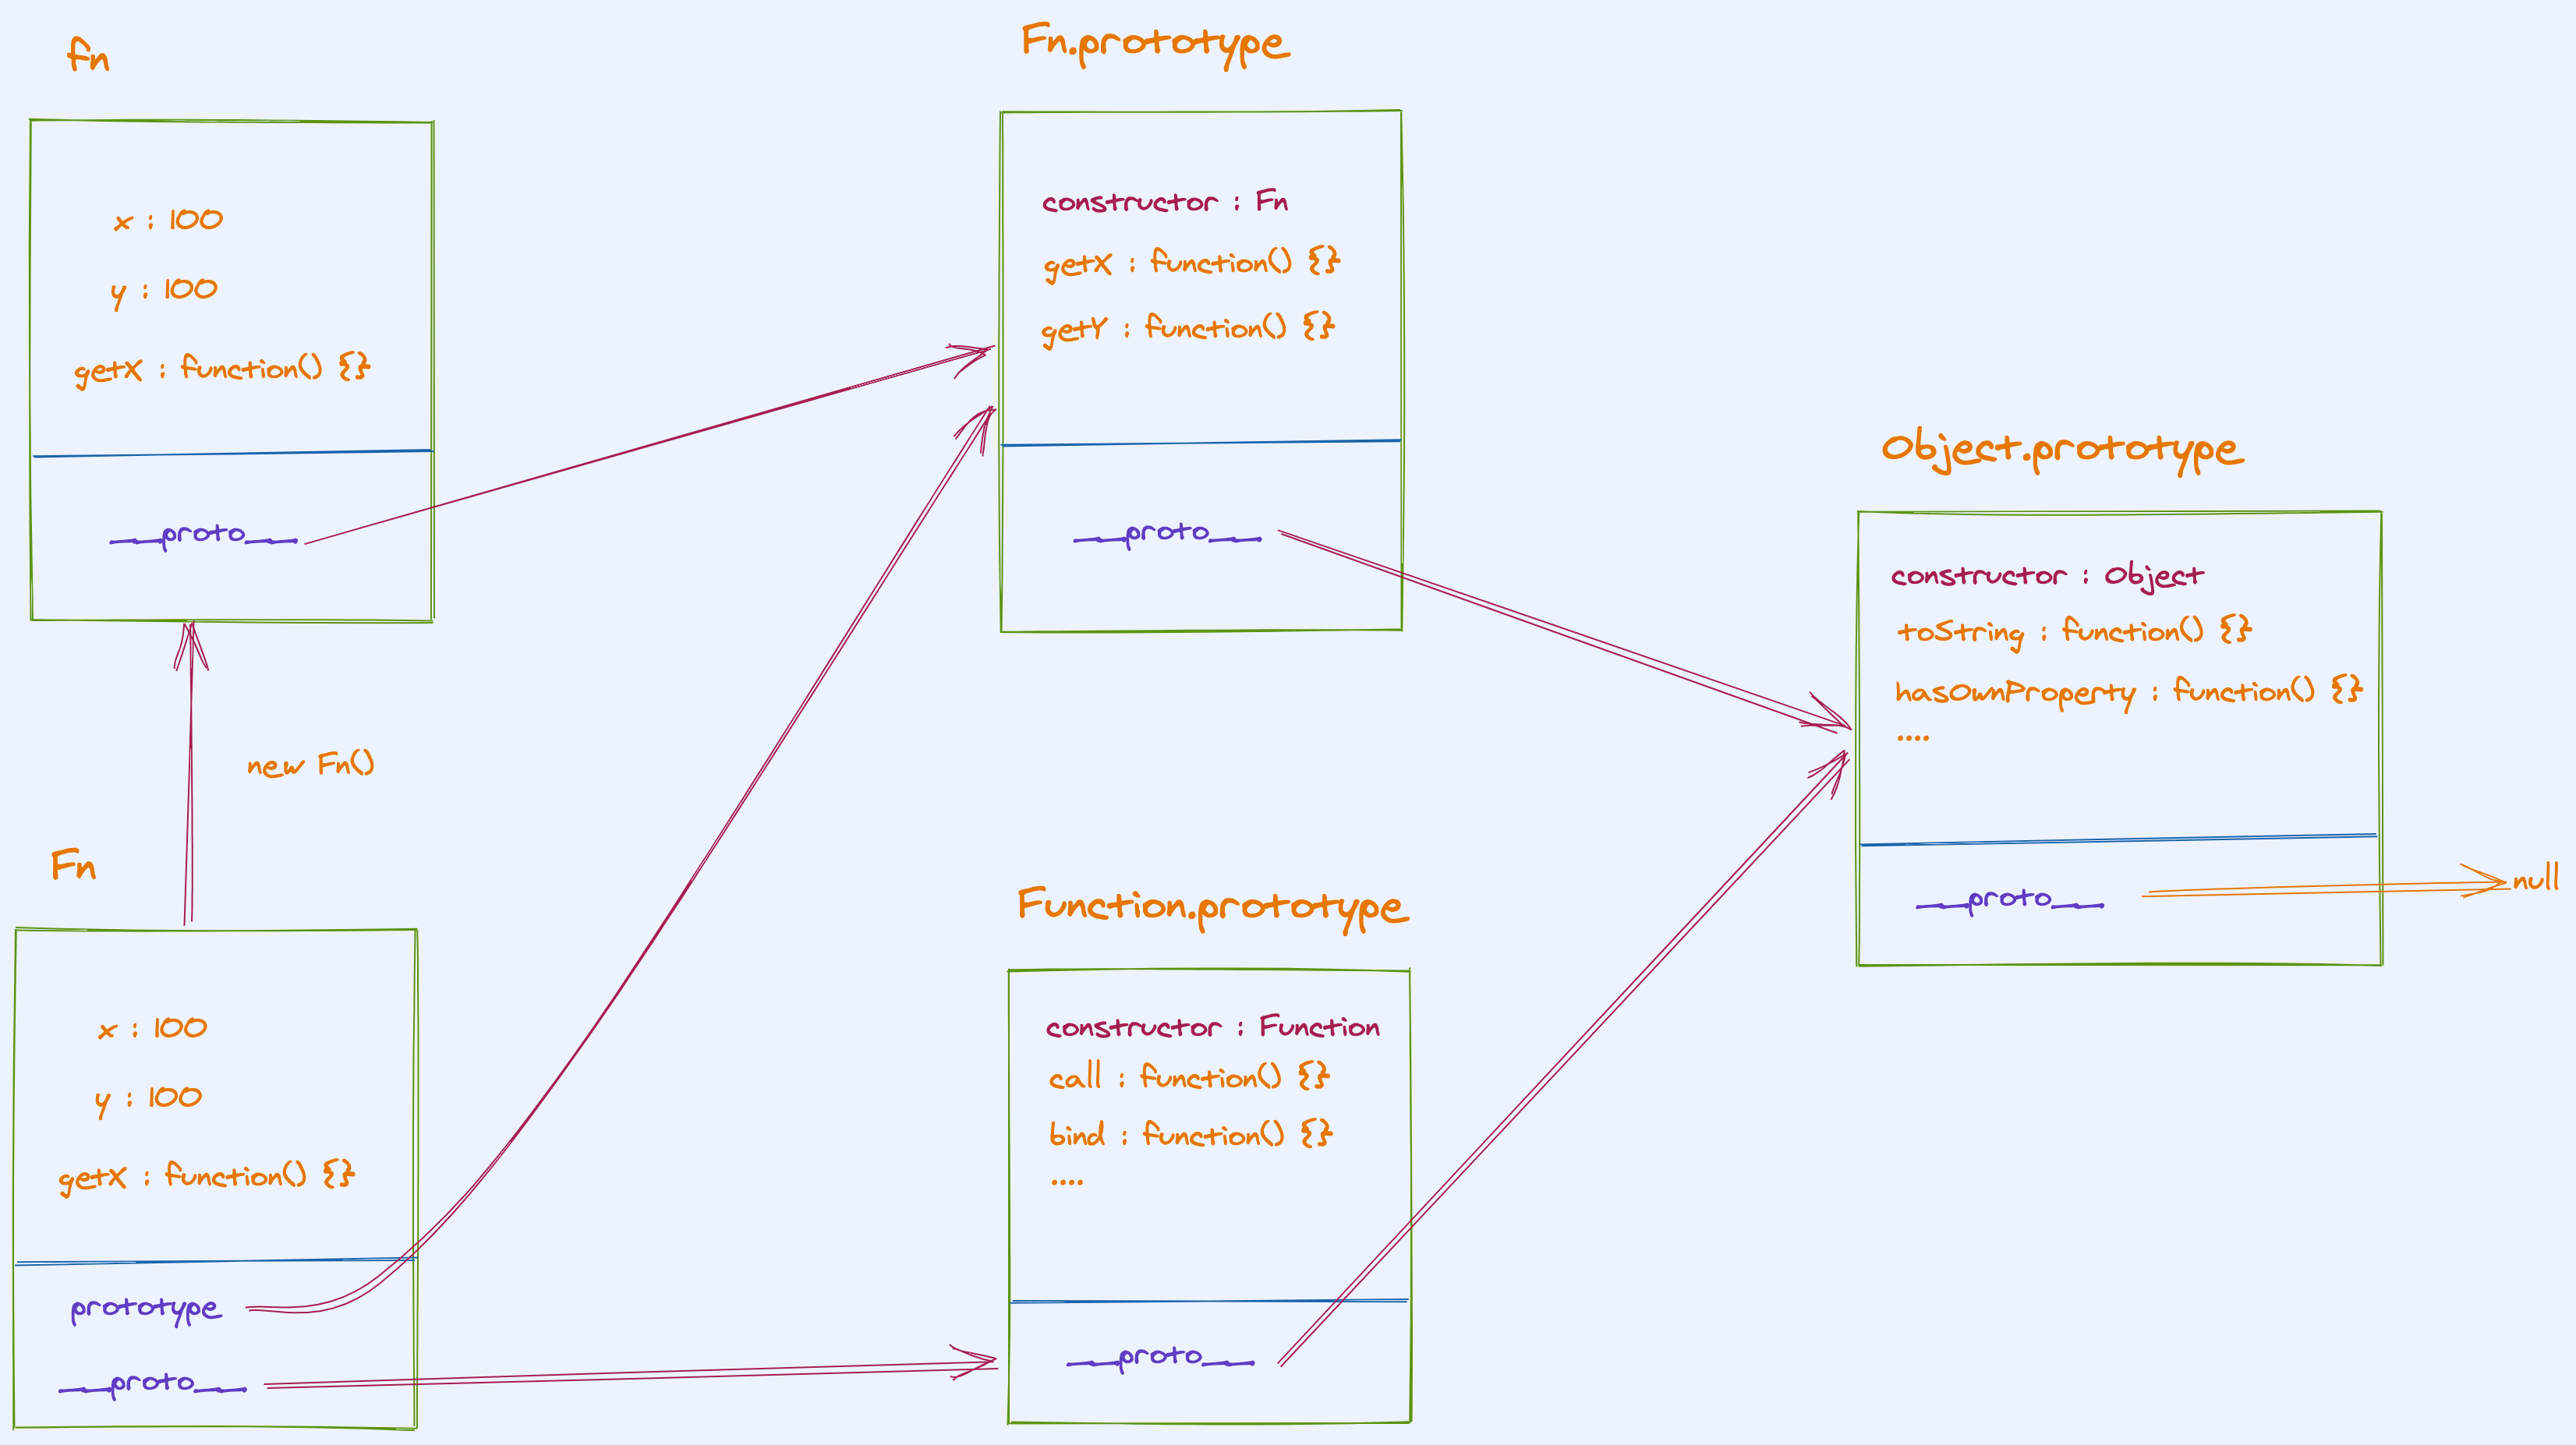 fn
x : 100
y : 100
getX : function() {}
__proto__
new Fn()
Fn
x : 100
y : 100
getX : function() {}
prototype
__proto__
Fn.prototype
constructor : Fn
getX : function() {}
getY : function() {}
__proto__
Function.prototype
constructor : Function
call : function() {}
bind : function() {}
....
__proto__
Object.prototype
constructor : Object
toString : function() {}
hasOwnProperty : function() {}
....
__proto__
null